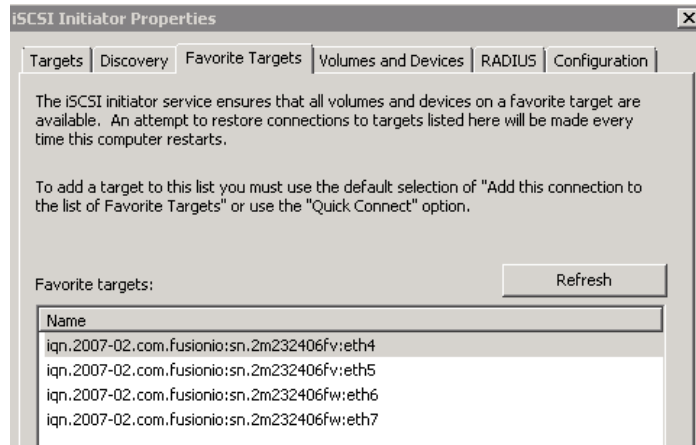 iSCSI Initiator Properties
Targets Discovery Favorite Targets Volumes and Devices RADIUS Configuration
The iSCSI initiator service ensures that all volumes and devices on a favorite target are
available. An attempt to restore connections to targets listed here will be made every
time this computer restarts.
To add a target to this list you must use the default selection of "Add this connection to
the list of Favorite Targets" or use the "Quick Connect" option.
Favorite targets:
Refresh
Name
iqn.2007-02.com.fusionio:sn.2m232406fv:eth4
iqn.2007-02.com.fusionio:sn.2m232406fv:eth5
iqn.2007-02.com.fusionio:sn.2m232406fw:eth6
iqn.2007-02.com.fusionio:sn.2m232406fw:eth7